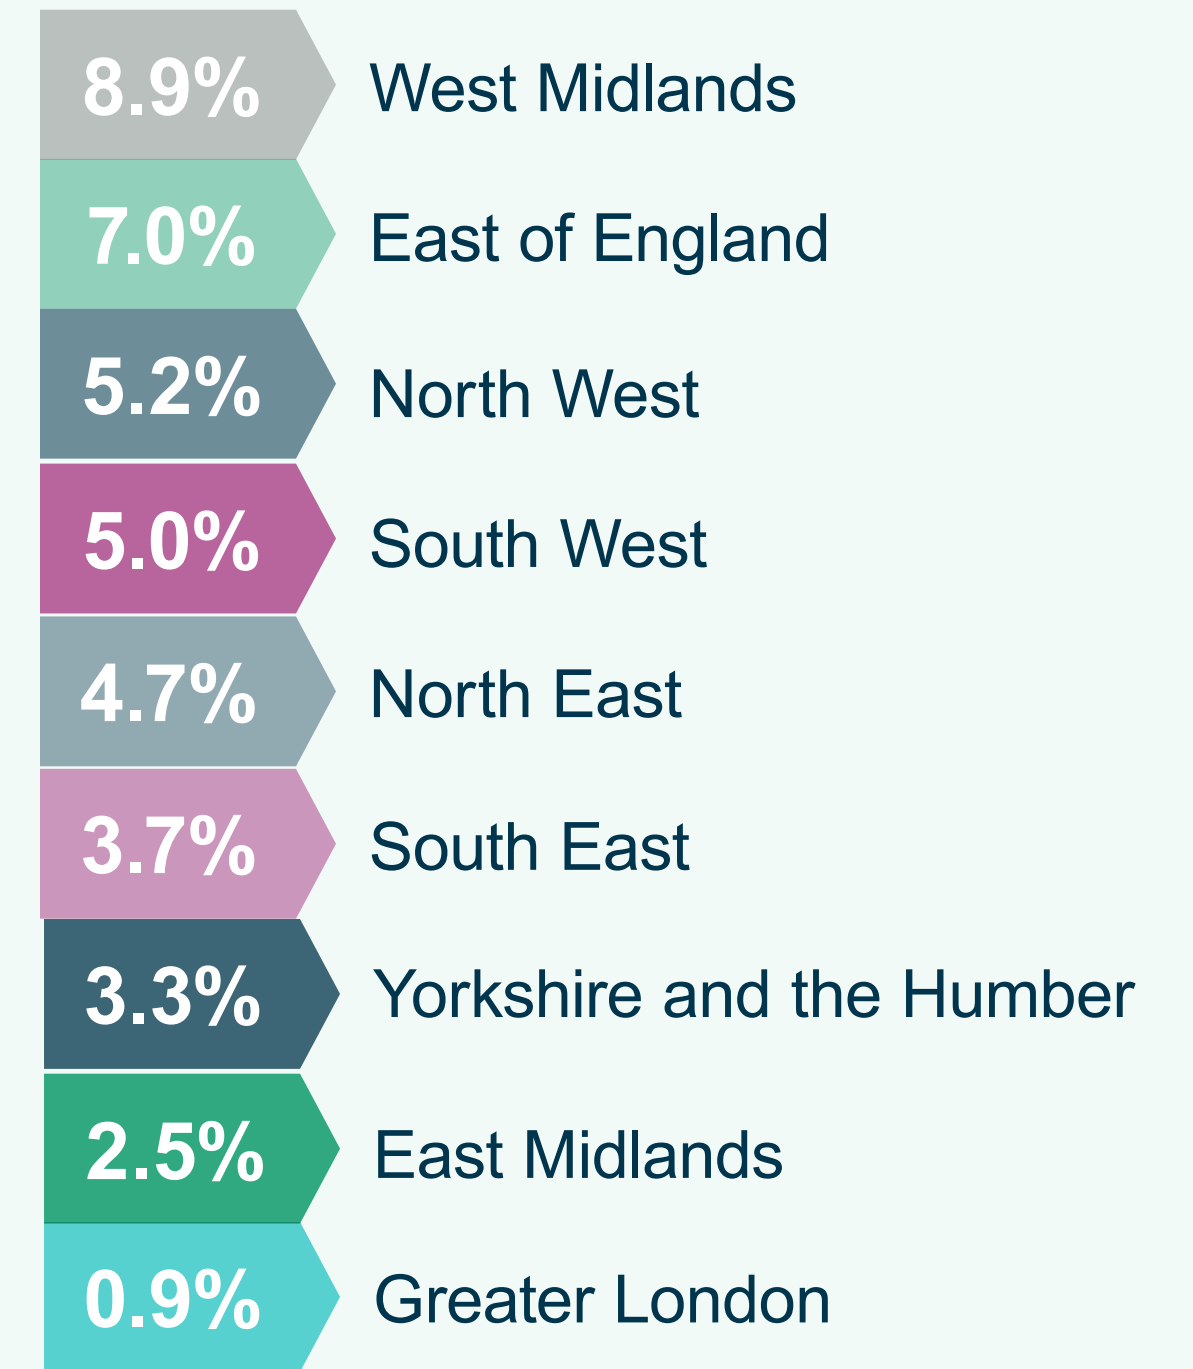 8.9% West Midlands
7.0% East of England
5.2% North West
5.0% South West
4.7% North East
3.7% South East
3.3% Yorkshire and the Humber
2.5% East Midlands
0.9% Greater London